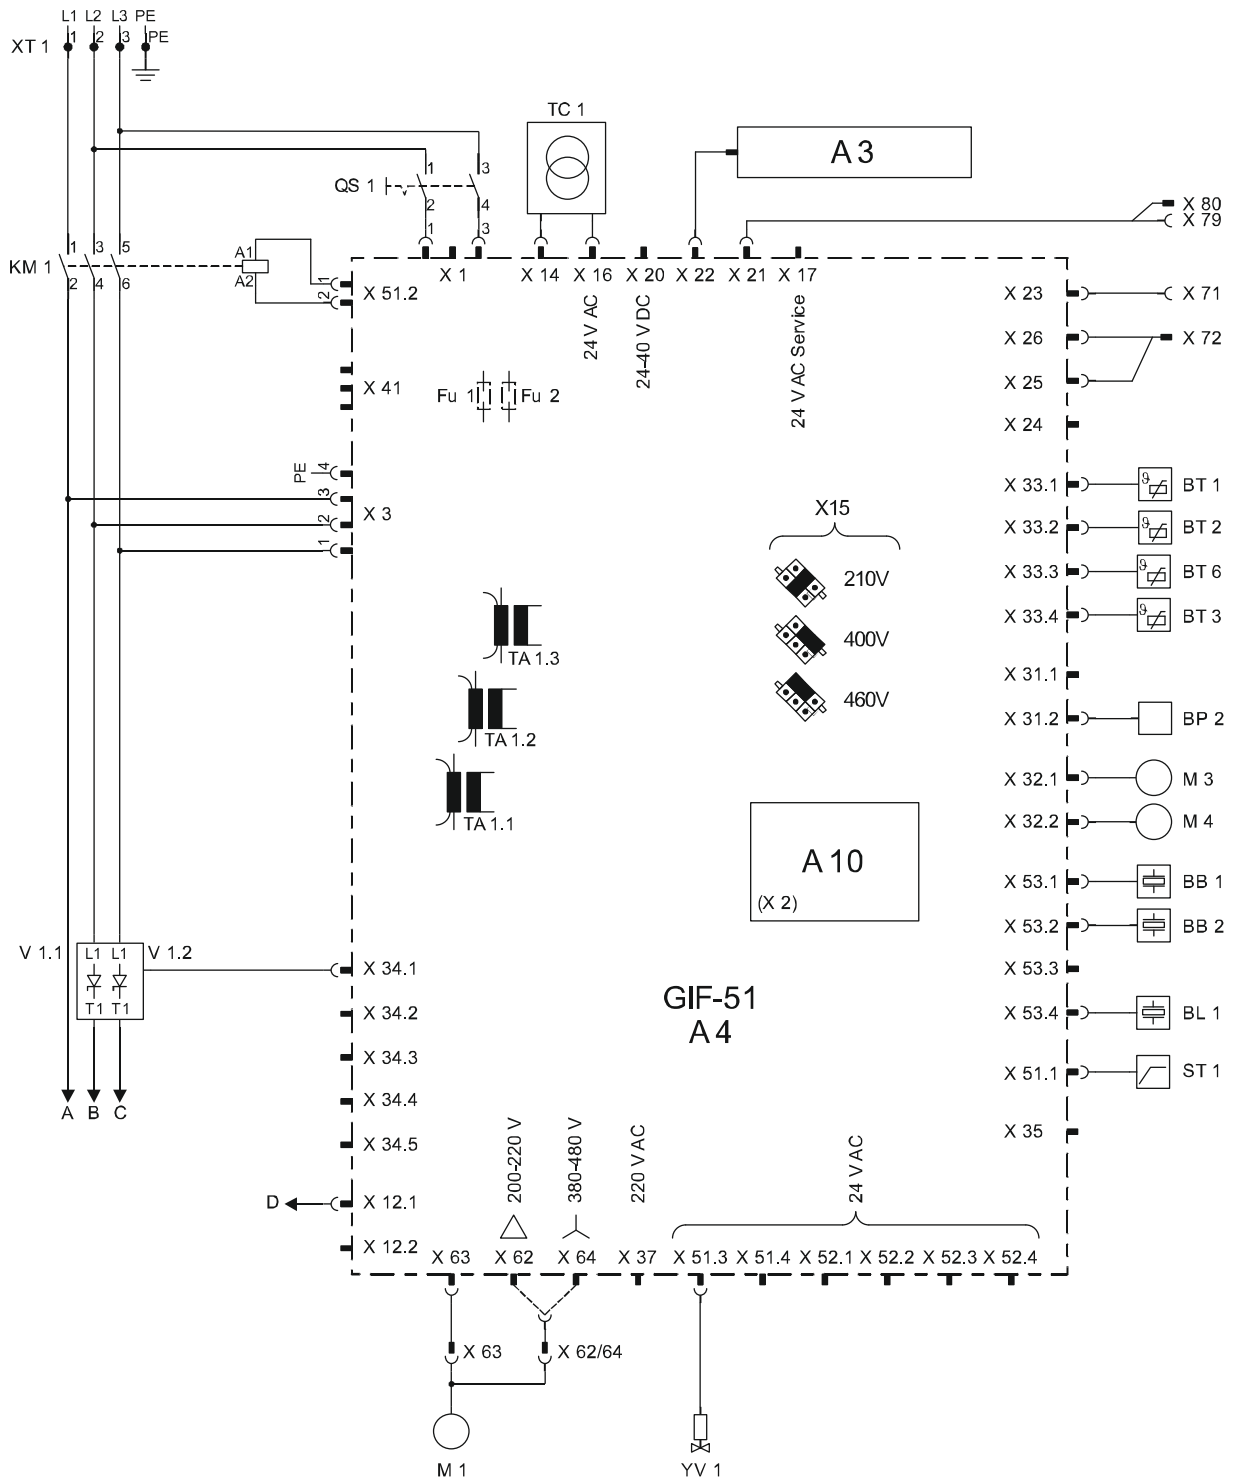 L1 L2 L3 PE
XT 1 1 2 3 PE
TC 1
A 3
QS 1 1 3
2 4
1 3
X 80
X 79
KM 1 1 3 5
2 4 6
A1
A2
1
2
X 51.2
X 1 X 14 X 16 X 20 X 22 X 21 X 17
24 V AC
24-40 V DC
24 V AC Service
X 23 X 71
X 26 X 72
X 25
X 24
X 41
Fu 1 Fu 2
PE 4
3
2
1
X 3
X 33.1 BT 1
X 33.2 BT 2
X 33.3 BT 6
X 33.4 BT 3
ϑ
ϑ
ϑ
ϑ
X15
210V
400V
460V
TA 1.3
TA 1.2
TA 1.1
X 31.1
X 31.2 BP 2
X 32.1 M 3
X 32.2 M 4
A 10
(X 2)
X 53.1 BB 1
X 53.2 BB 2
X 53.3
X 53.4 BL 1
X 51.1 ST 1
X 35
V 1.1 L1 L1 V 1.2
T1 T1
X 34.1
X 34.2
X 34.3
X 34.4
X 34.5
GIF-51
A 4
A B C
D X 12.1
X 12.2
200-220 V
380-480 V
220 V AC
24 V AC
X 63 X 62 X 64 X 37 X 51.3 X 51.4 X 52.1 X 52.2 X 52.3 X 52.4
X 63 X 62/64
M 1 YV 1